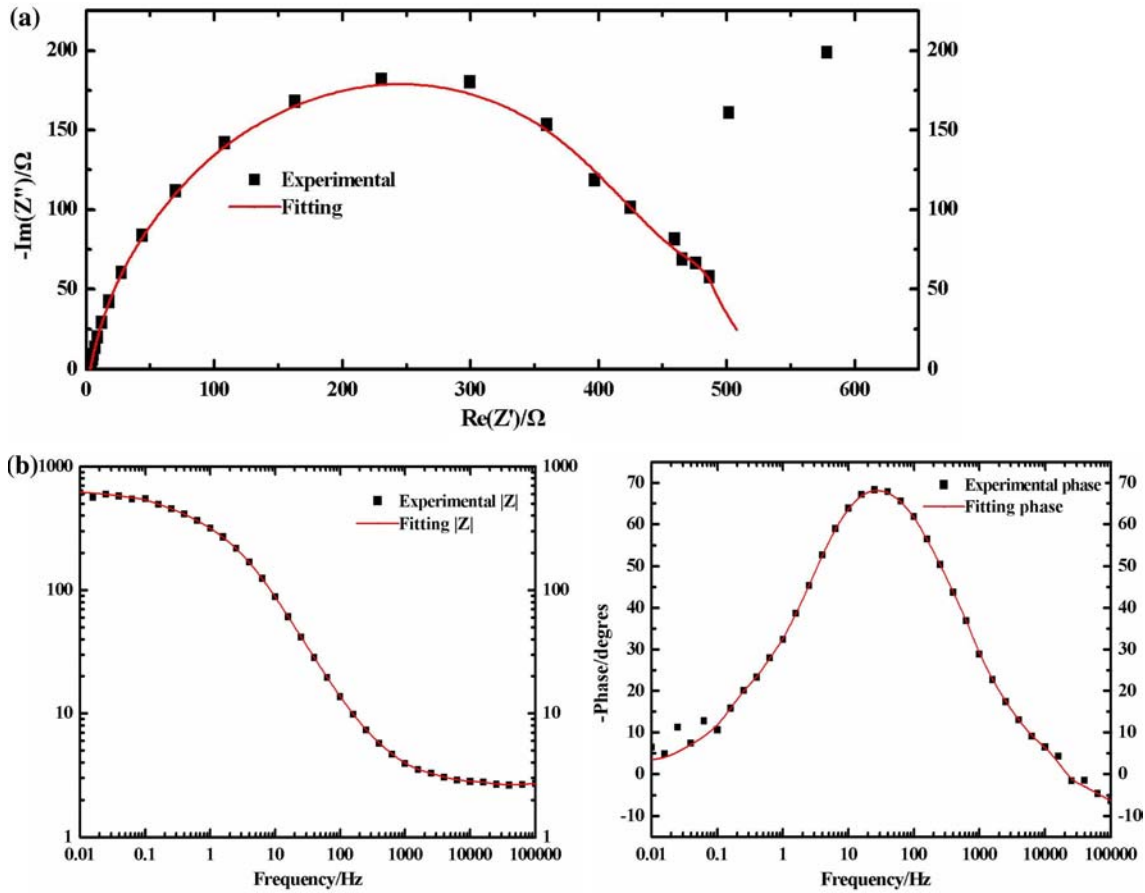 (a)
200
150
100
50
0
-Im(Z'')/Ω
Experimental
Fitting
200
150
100
50
0
0 100 200 300 400 500 600
Re(Z')/Ω
(b)
1000
100
10
1
Experimental |Z|
Fitting |Z|
1000
100
10
1
0.01 0.1 1 10 100 1000 10000 100000
Frequency/Hz
-Phase/degres
70
60
50
40
30
20
10
0
-10
Experimental phase
Fitting phase
70
60
50
40
30
20
10
0
-10
0.01 0.1 1 10 100 1000 10000 100000
Frequency/Hz